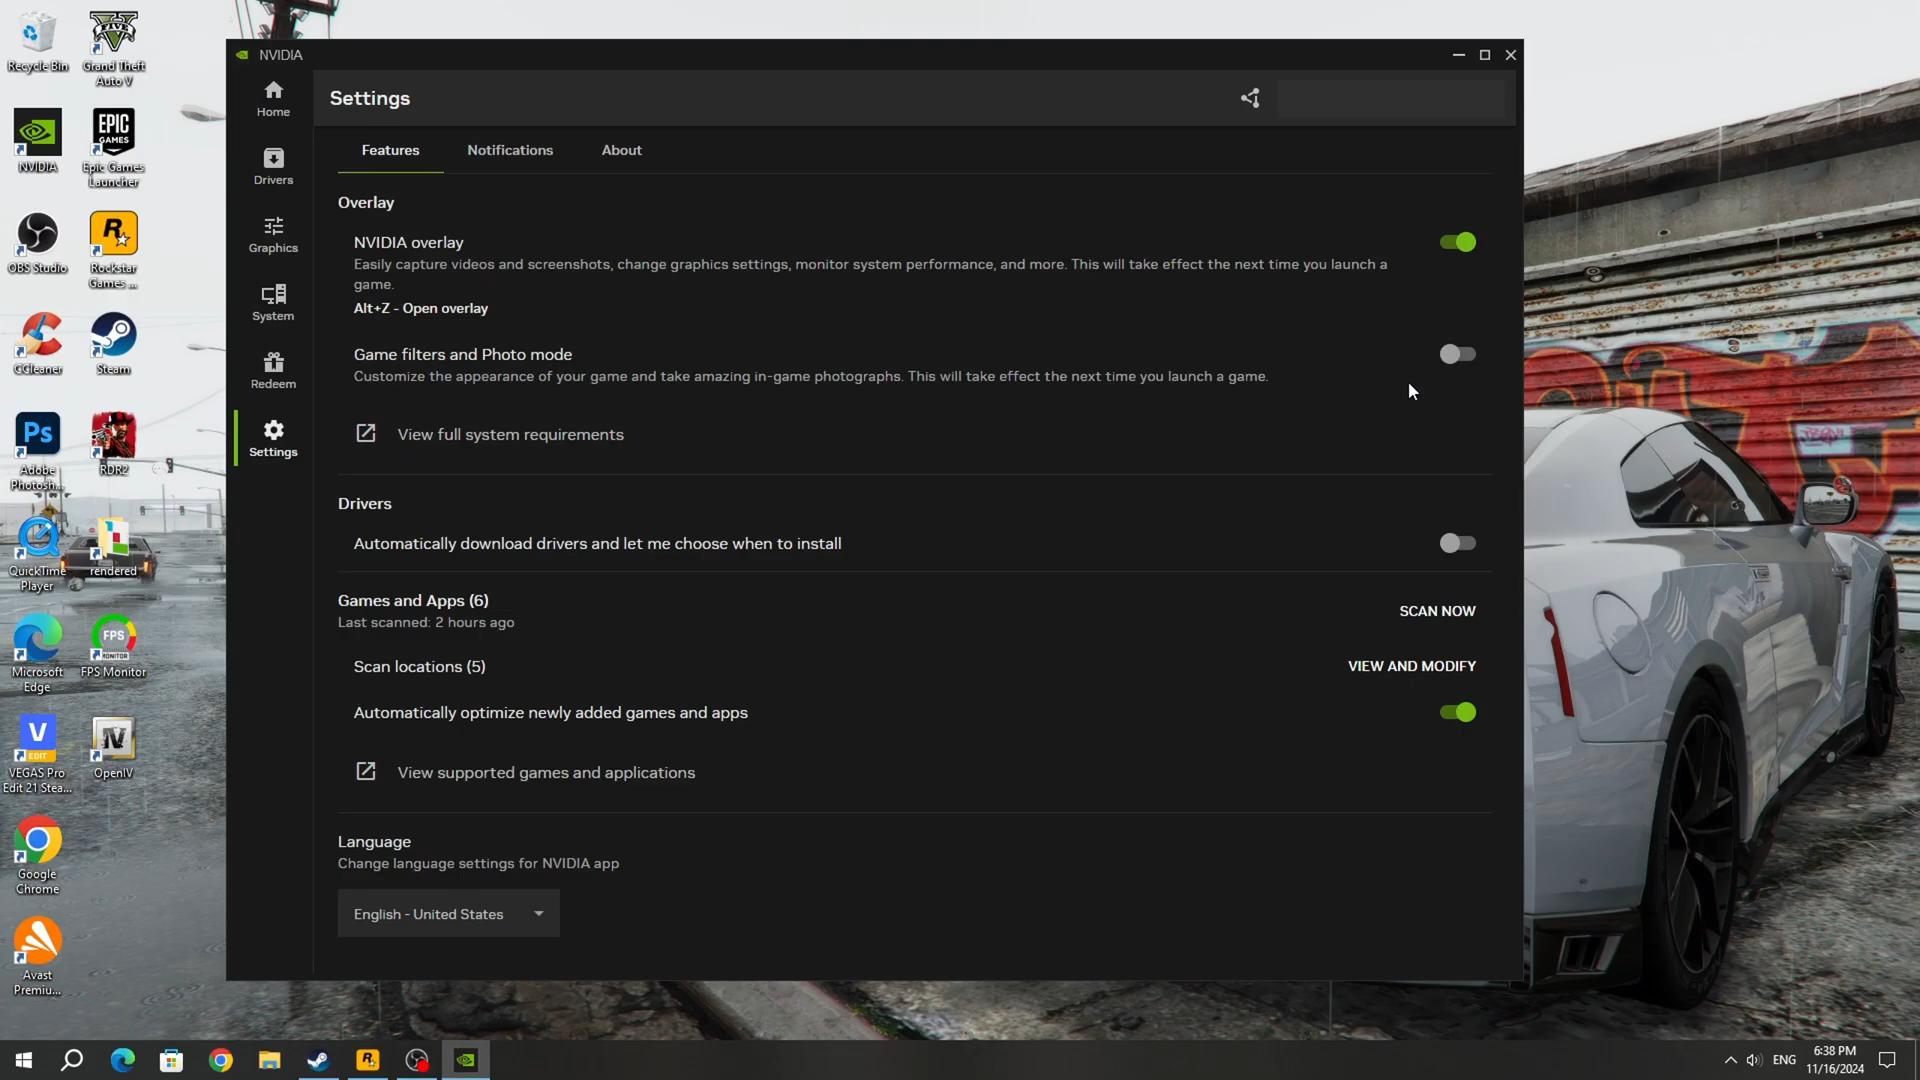 Recycle Bin
Grand Theft
Auto V
NVIDIA
EPIC
GAMES
Epic Games
Launcher
OBS Studio
R
Rockstar
Games ...
CCleaner
Steam
Ps
Adobe
Photosh...
RDR2
QuickTime
Player
rendered
Microsoft
Edge
FPS
MONITOR
FPS Monitor
V
EDIT
VEGAS Pro
Edit 21 Stea...
IV
OpenIV
Google
Chrome
Avast
Premiu...
NVIDIA
Home
Drivers
Graphics
System
Redeem
Settings
Settings
Features
Notifications
About
Overlay
NVIDIA overlay
Easily capture videos and screenshots, change graphics settings, monitor system performance, and more. This will take effect the next time you launch a
game.
Alt+Z - Open overlay
Game filters and Photo mode
Customize the appearance of your game and take amazing in-game photographs. This will take effect the next time you launch a game.
View full system requirements
Drivers
Automatically download drivers and let me choose when to install
Games and Apps (6)
Last scanned: 2 hours ago
SCAN NOW
Scan locations (5)
VIEW AND MODIFY
Automatically optimize newly added games and apps
View supported games and applications
Language
Change language settings for NVIDIA app
English - United States
ENG
6:38 PM
11/16/2024